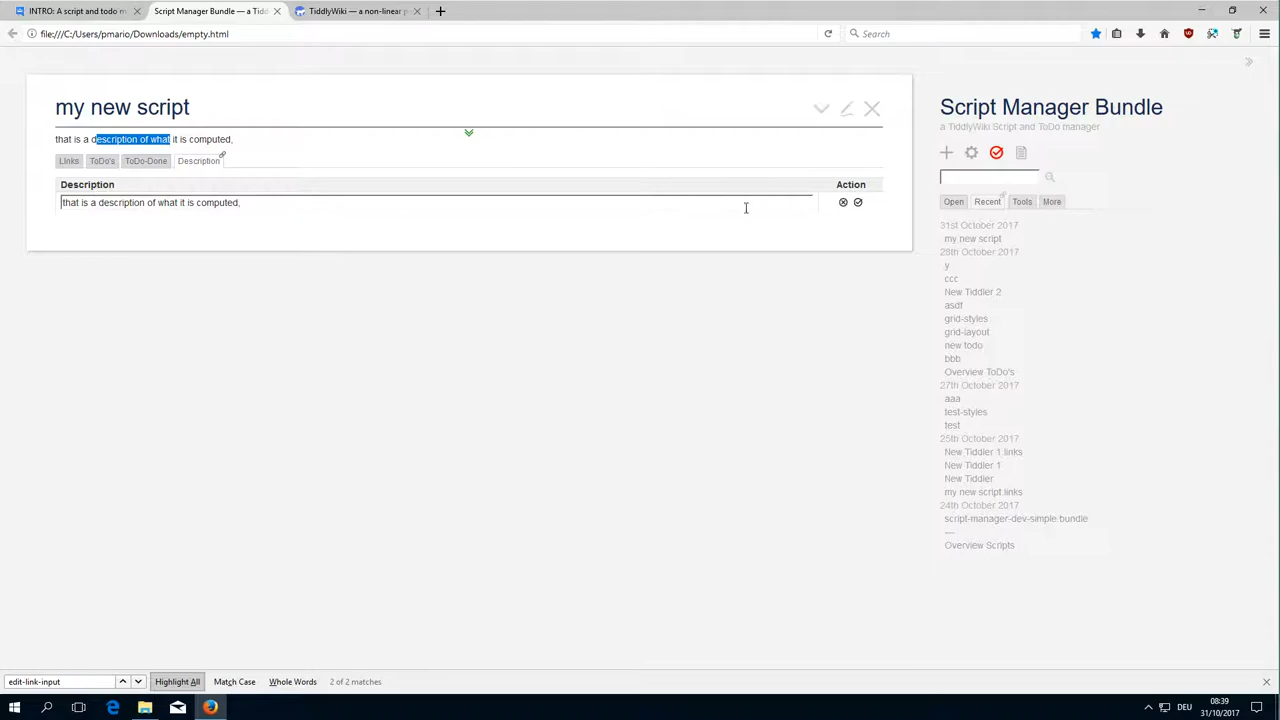 INTRO: A script and todo m
Script Manager Bundle — a Tid
TiddlyWiki — a non-linear p
file:///C:/Users/pmario/Downloads/empty.html
Search
my new script
that is a description of what it is computed,
Links
ToDo's
ToDo-Done
Description
Description
Action
that is a description of what it is computed,
Script Manager Bundle
a TiddlyWiki Script and ToDo manager
Open
Recent
Tools
More
31st October 2017
my new script
28th October 2017
y
ccc
New Tiddler 2
asdf
grid-styles
grid-layout
new todo
bbb
Overview ToDo's
27th October 2017
aaa
test-styles
test
25th October 2017
New Tiddler 1.links
New Tiddler 1
New Tiddler
my new script.links
24th October 2017
script-manager-dev-simple.bundle
---
Overview Scripts
edit-link-input
Highlight All
Match Case
Whole Words
2 of 2 matches
DEU
08:39
31/10/2017